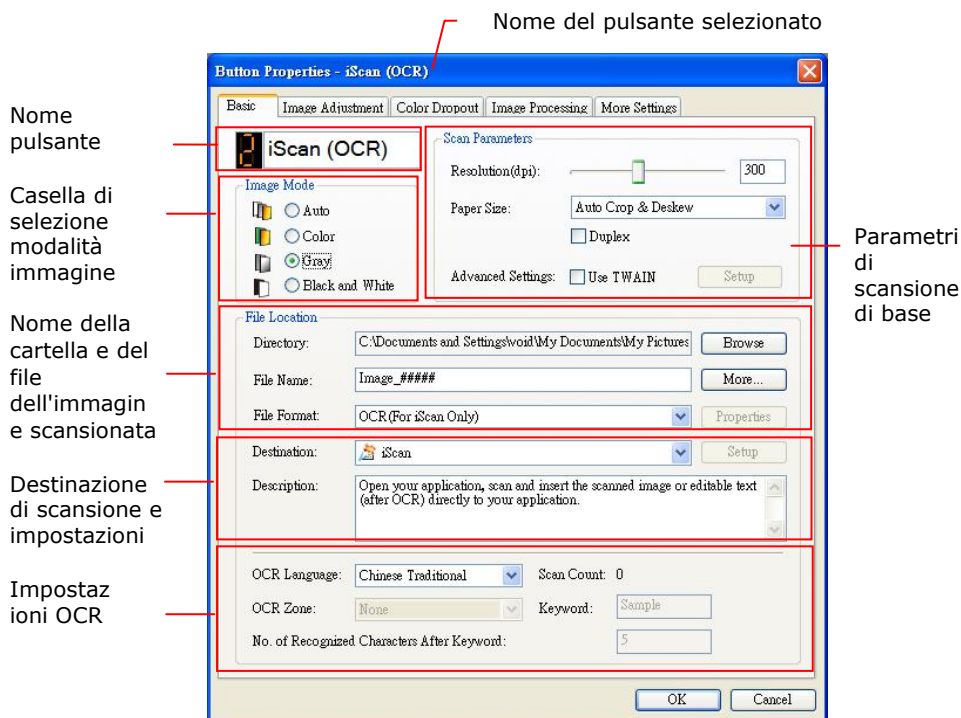 Nome del pulsante selezionato
Button Properties - iScan (OCR)
Basic Image Adjustment Color Dropout Image Processing More Settings
Nome
pulsante
2 iScan (OCR)
Casella di
selezione
modalità
immagine
Image Mode
Auto
Color
Gray
Black and White
Scan Parameters
Resolution(dpi): 300
Paper Size: Auto Crop & Deskew
Duplex
Advanced Settings: Use TWAIN Setup
Parametri
di
scansione
di base
Nome della
cartella e del
file
dell'immagin
e scansionata
File Location
Directory: C:\Documents and Settings\void\My Documents\My Pictures Browse
File Name: Image_##### More...
File Format: OCR(For iScan Only) Properties
Destinazione
di scansione e
impostazioni
Destination: iScan Setup
Description: Open your application, scan and insert the scanned image or editable text
(after OCR) directly to your application.
Impostaz
ioni OCR
OCR Language: Chinese Traditional Scan Count: 0
OCR Zone: None Keyword: Sample
No. of Recognized Characters After Keyword: 5
OK Cancel